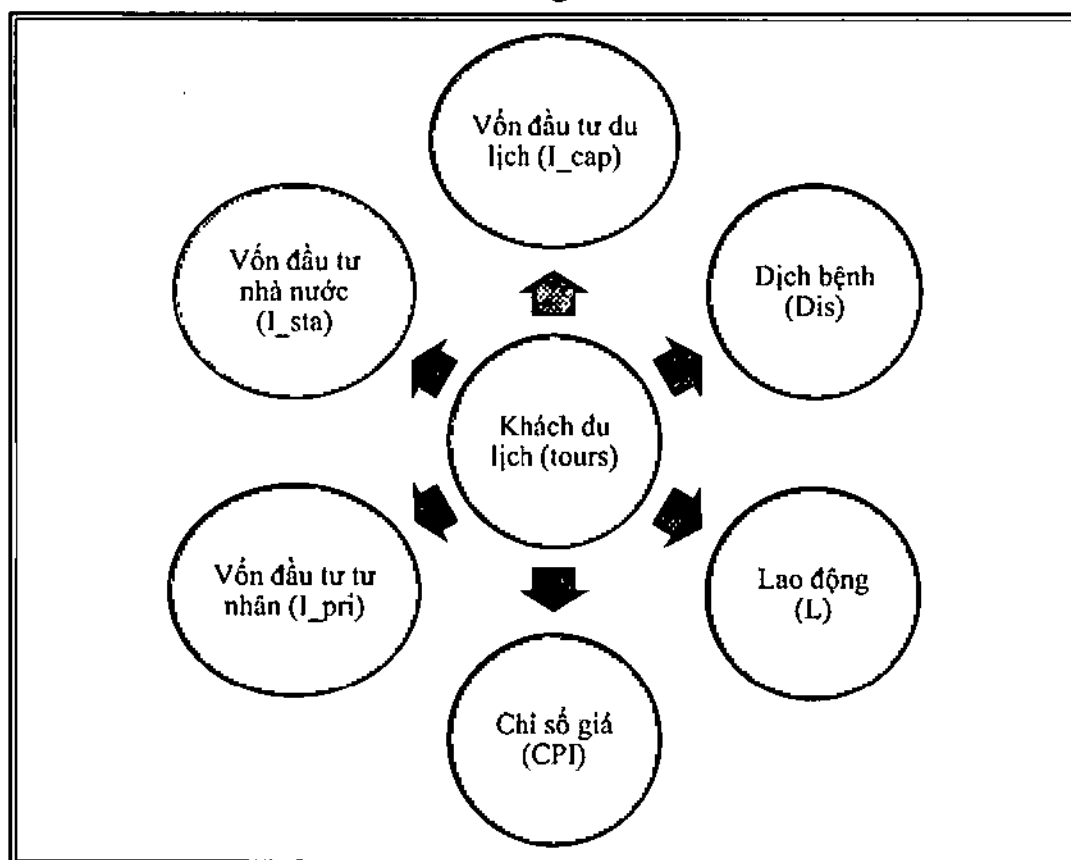 Vốn đầu tư du
lịch (I_cap)
Vốn đầu tư
nhà nước
(I_sta)
Dịch bệnh
(Dis)
Khách du
lịch (tours)
Vốn đầu tư tư
nhân (I_pri)
Lao động
(L)
Chỉ số giá
(CPI)